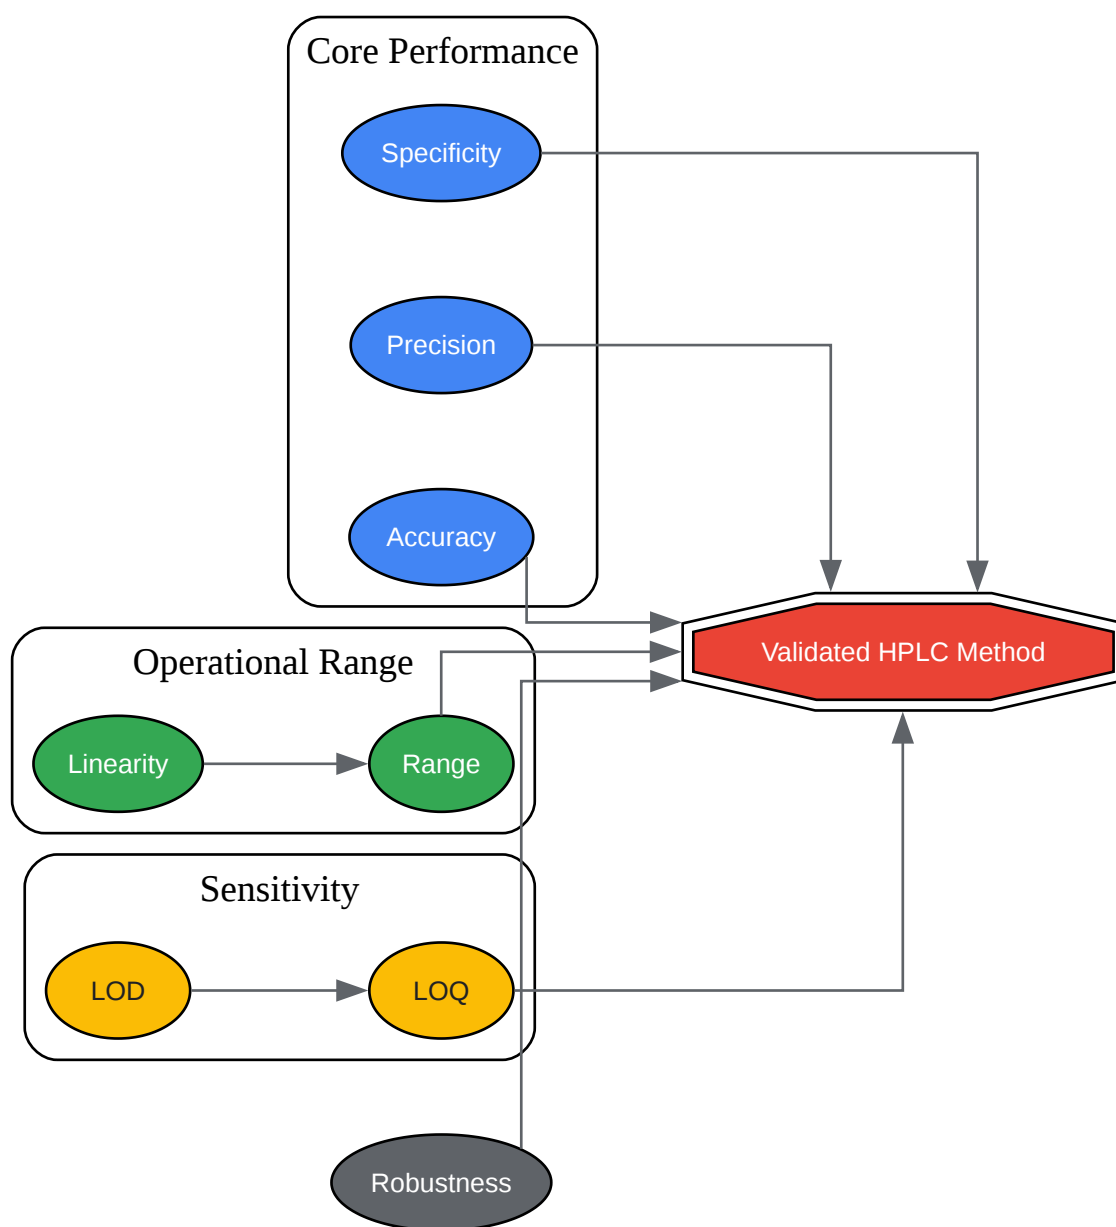 Core Performance
Specificity
Precision
Accuracy
Validated HPLC Method
Operational Range
Linearity
Range
Sensitivity
LOD
LOQ
Robustness